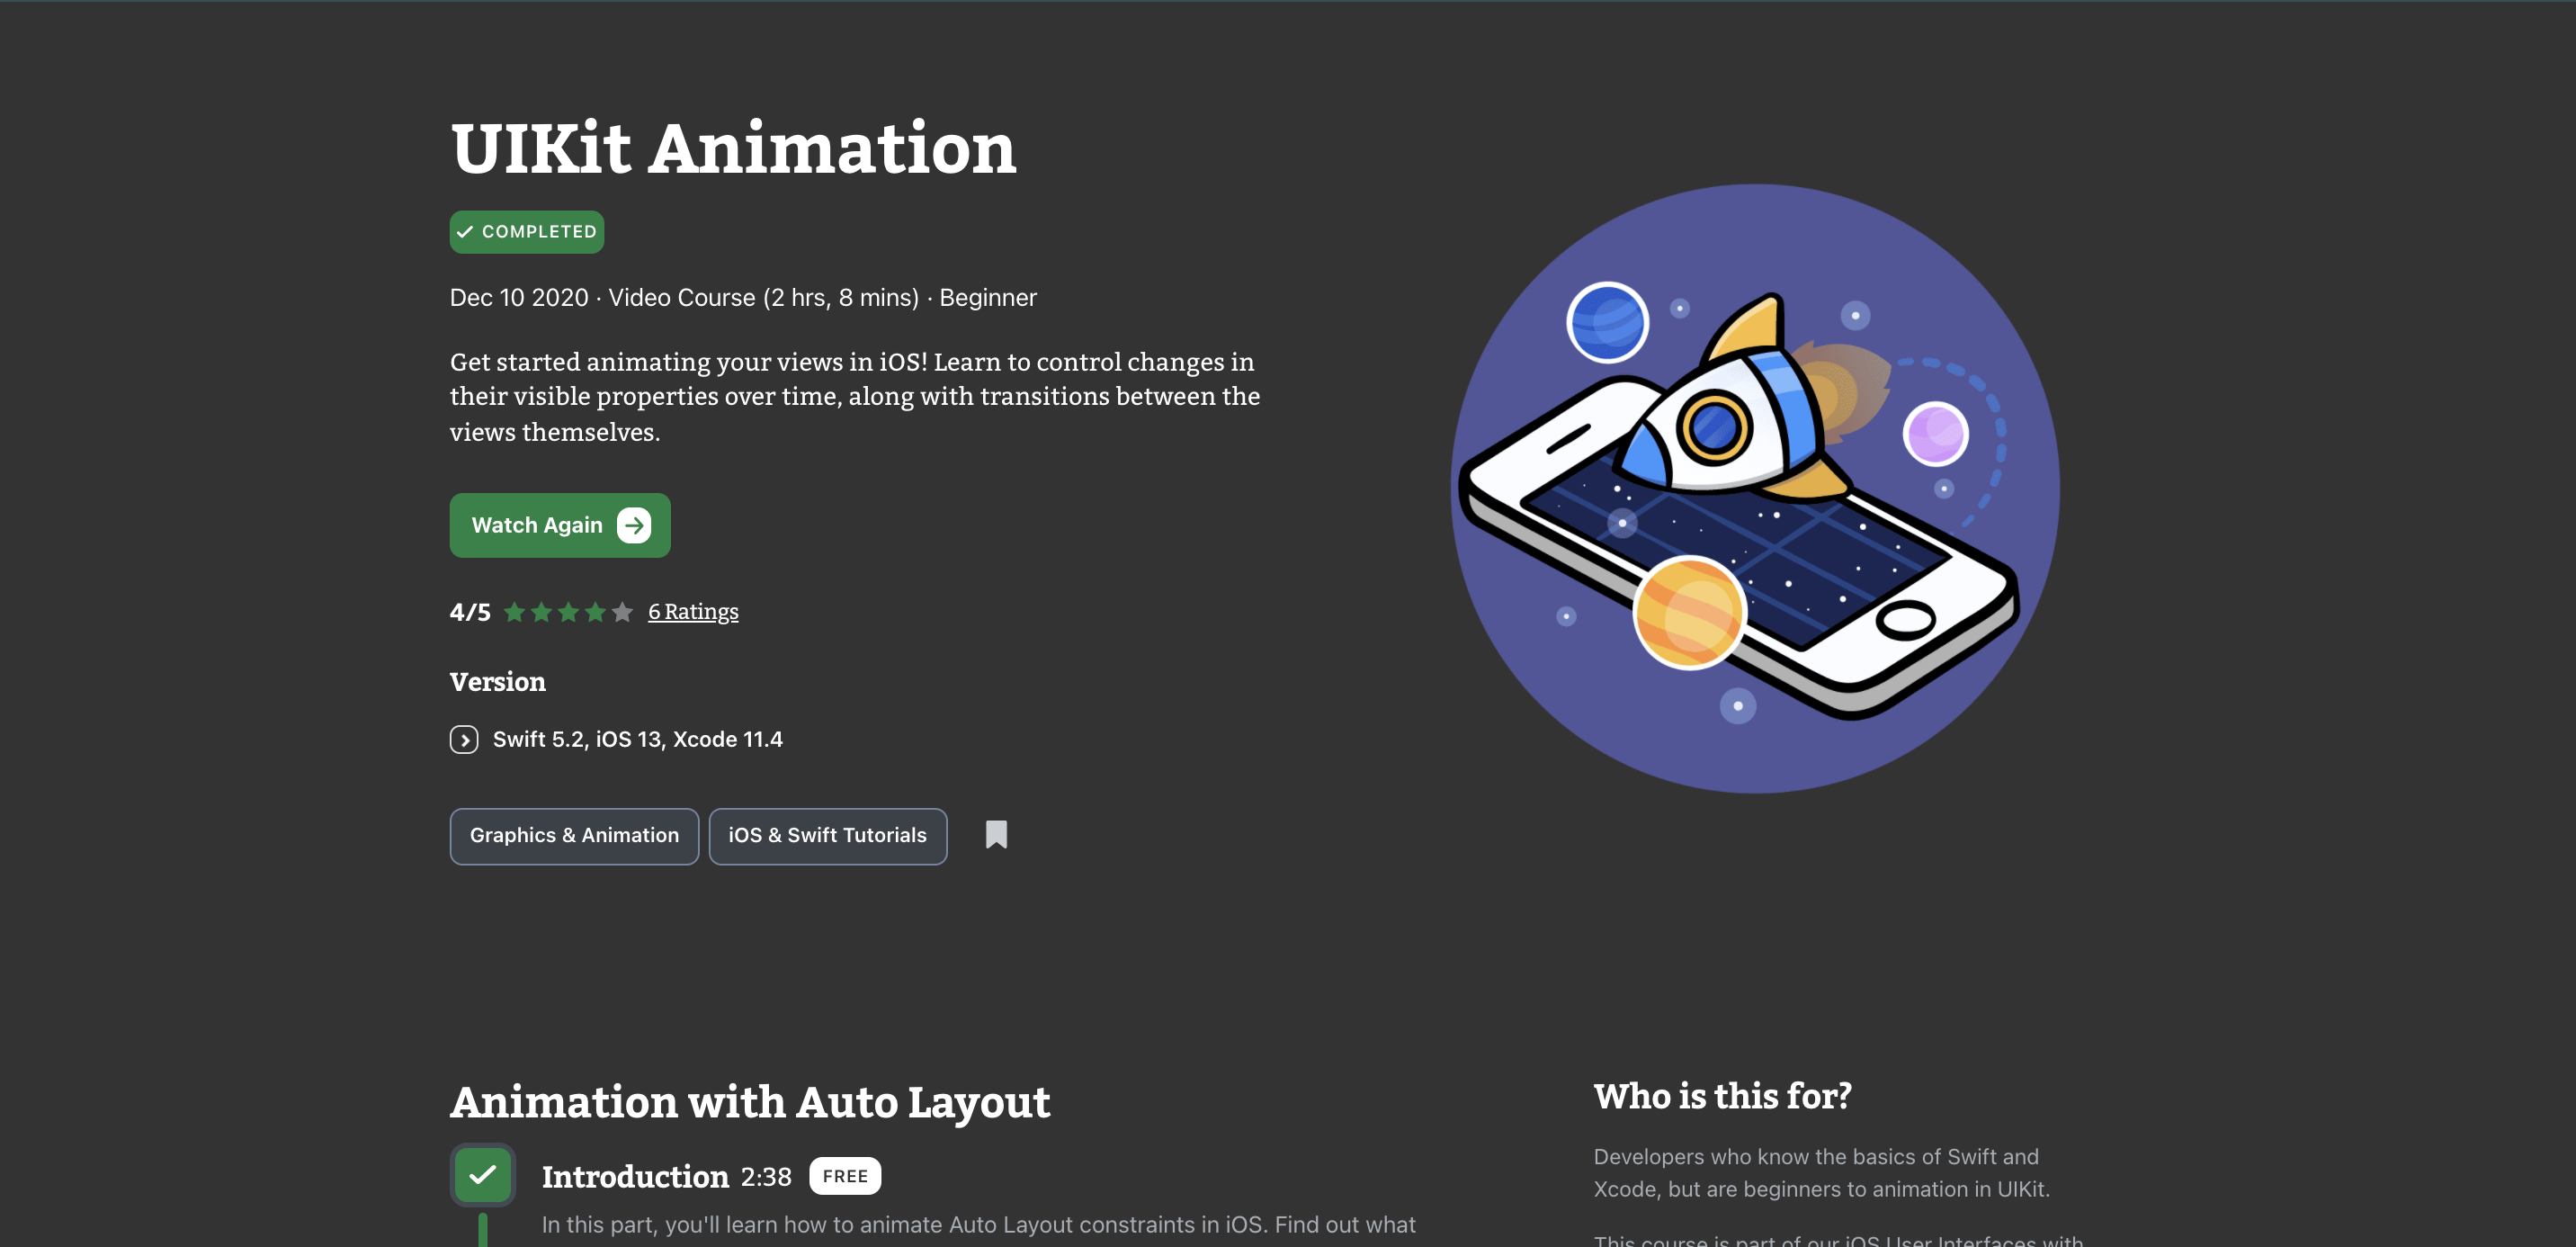 UIKit Animation
COMPLETED
Dec 10 2020 · Video Course (2 hrs, 8 mins) · Beginner
Get started animating your views in iOS! Learn to control changes in
their visible properties over time, along with transitions between the
views themselves.
Watch Again
4/5 6 Ratings
Version
Swift 5.2, iOS 13, Xcode 11.4
Graphics & Animation iOS & Swift Tutorials
Animation with Auto Layout
Introduction 2:38 FREE
In this part, you'll learn how to animate Auto Layout constraints in iOS. Find out what
Who is this for?
Developers who know the basics of Swift and
Xcode, but are beginners to animation in UIKit.
This course is part of our iOS User Interfaces with